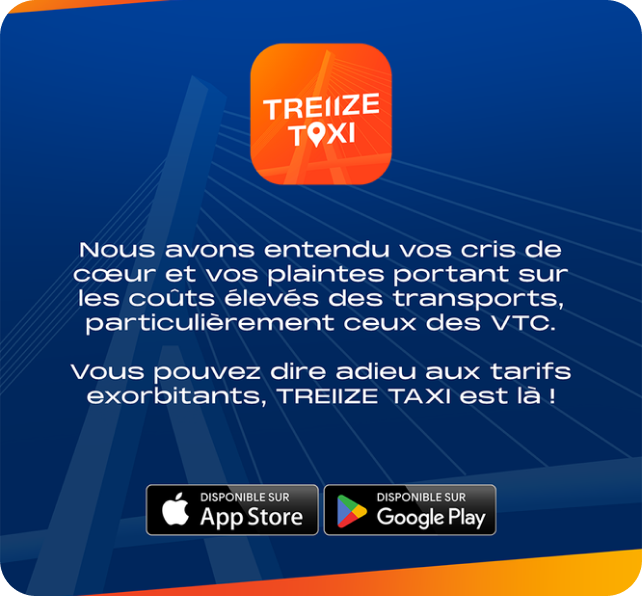 TREIIZE
TAXI
Nous avons entendu vos cris de
cœur et vos plaintes portant sur
les coûts élevés des transports,
particulièrement ceux des VTC.
Vous pouvez dire adieu aux tarifs
exorbitants, TREIIZE TAXI est là !
DISPONIBLE SUR
App Store
DISPONIBLE SUR
Google Play